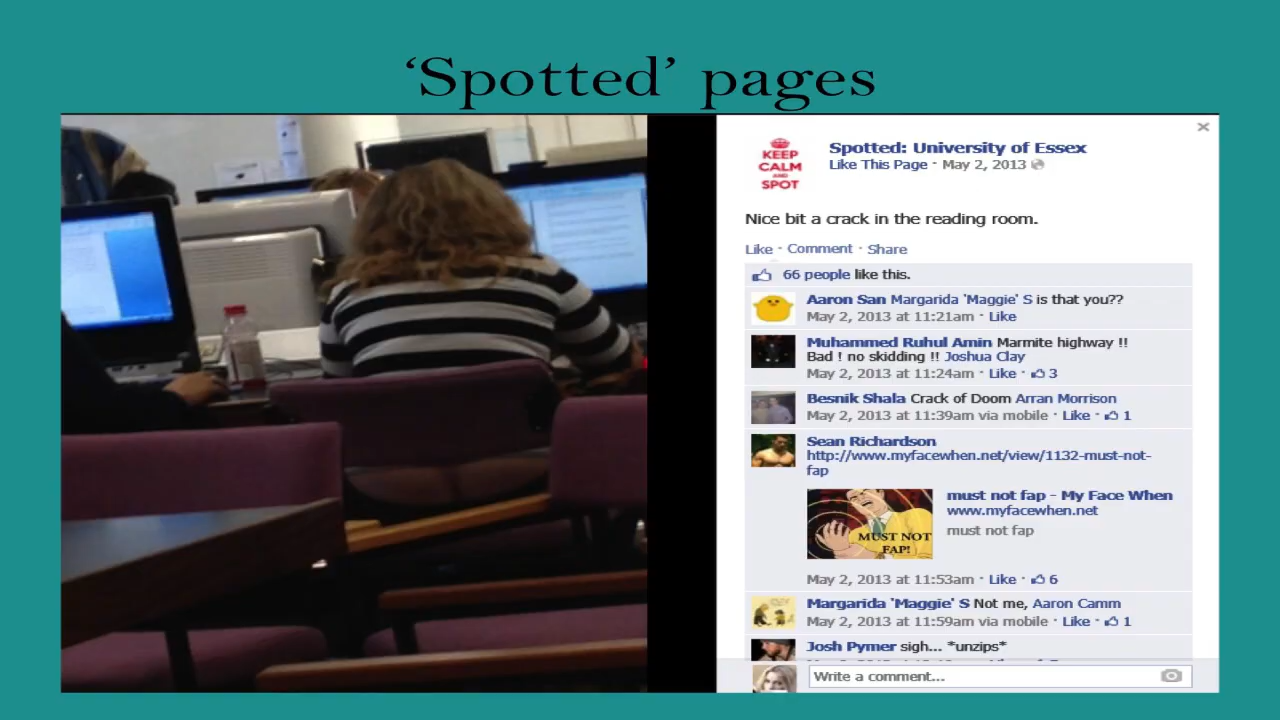 ‘Spotted’ pages
KEEP
CALM
AND
SPOT
Spotted: University of Essex
Like This Page · May 2, 2013
Nice bit a crack in the reading room.
Like · Comment · Share
66 people like this.
Aaron San Margarida 'Maggie' S is that you??
May 2, 2013 at 11:21am · Like
Muhammed Ruhul Amin Marmite highway !!
Bad ! no skidding !! Joshua Clay
May 2, 2013 at 11:24am · Like · 3
Besnik Shala Crack of Doom Arran Morrison
May 2, 2013 at 11:39am via mobile · Like · 1
Sean Richardson
http://www.myfacewhen.net/view/1132-must-not-
fap
must not fap - My Face When
www.myfacewhen.net
must not fap
MUST NOT
FAP!
May 2, 2013 at 11:53am · Like · 6
Margarida 'Maggie' S Not me, Aaron Camm
May 2, 2013 at 11:59am via mobile · Like · 1
Josh Pymer sigh... *unzips*
Write a comment...